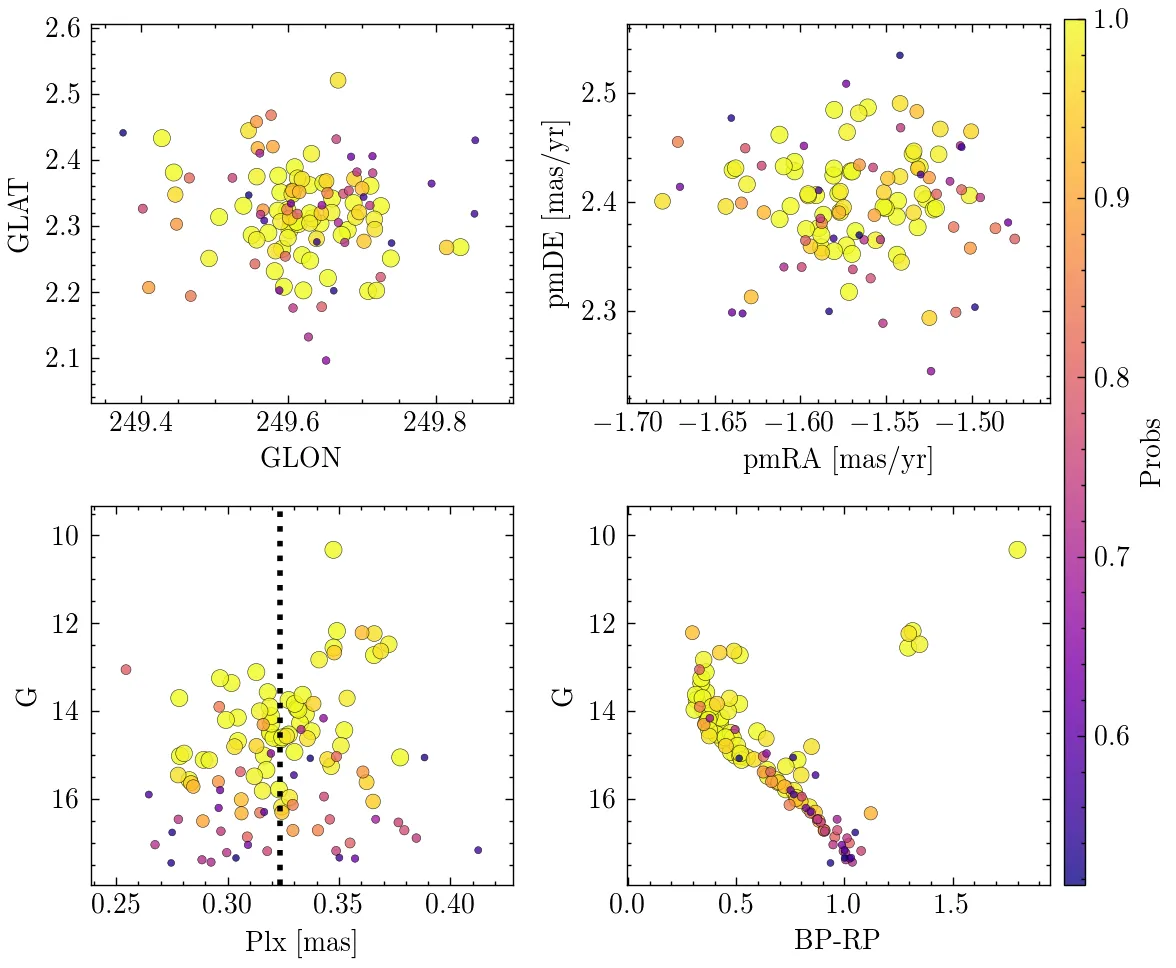 2.6
2.5
2.4
2.3
2.2
2.1
GLAT
249.4 249.6 249.8
GLON
2.5
2.4
2.3
pmDE [mas/yr]
−1.70 −1.65 −1.60 −1.55 −1.50
pmRA [mas/yr]
1.0
0.9
0.8
0.7
0.6
Probs
10
12
14
16
G
0.25 0.30 0.35 0.40
Plx [mas]
10
12
14
16
G
0.0 0.5 1.0 1.5
BP-RP